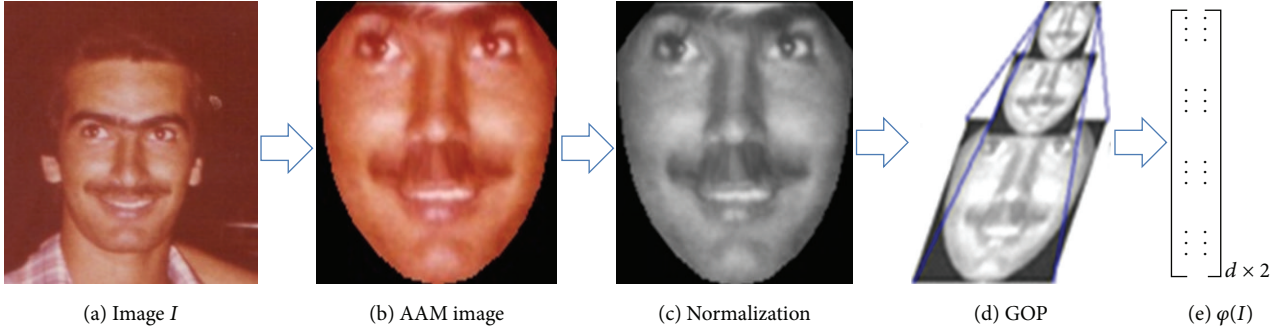 d × 2
(a) Image I
(b) AAM image
(c) Normalization
(d) GOP
(e) φ(I)